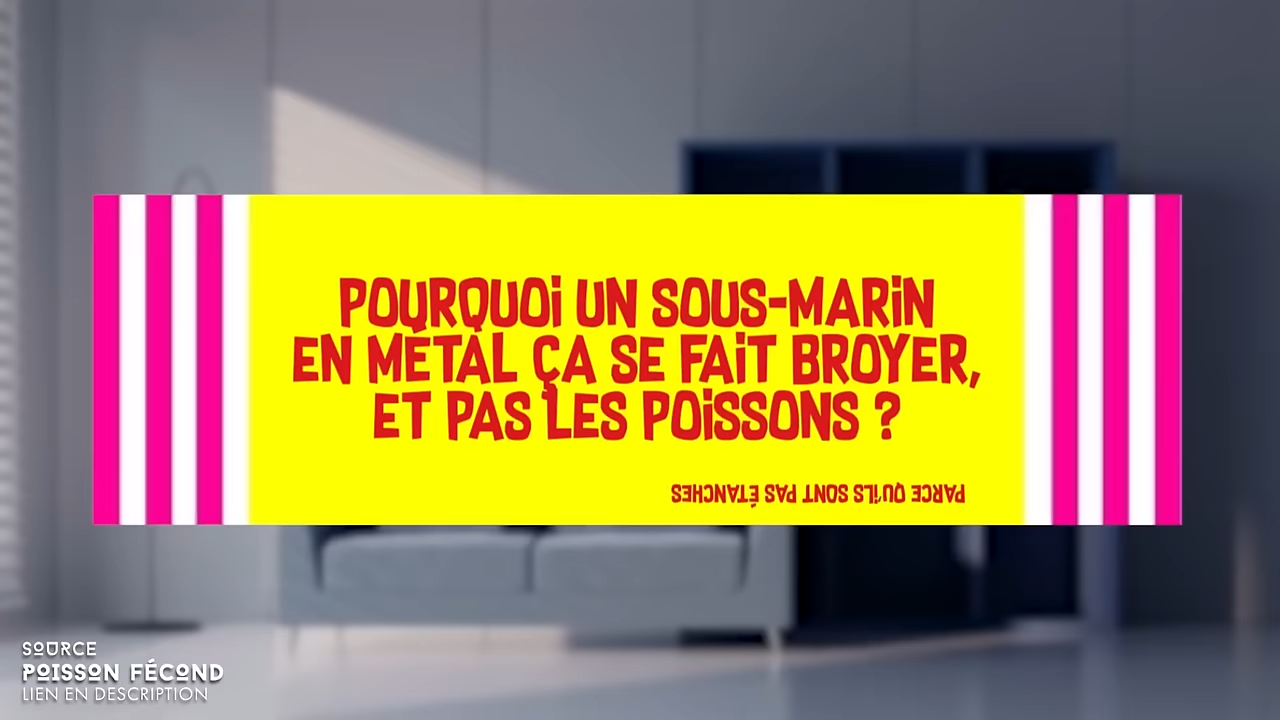 POURQUOI UN SOUS-MARIN
EN MÉTAL ÇA SE FAIT BROYER,
ET PAS LES POISSONS ?
PARCE QU'ILS SONT PAS ÉTANCHES
SOURCE
POISSON FÉCOND
LIEN EN DESCRIPTION